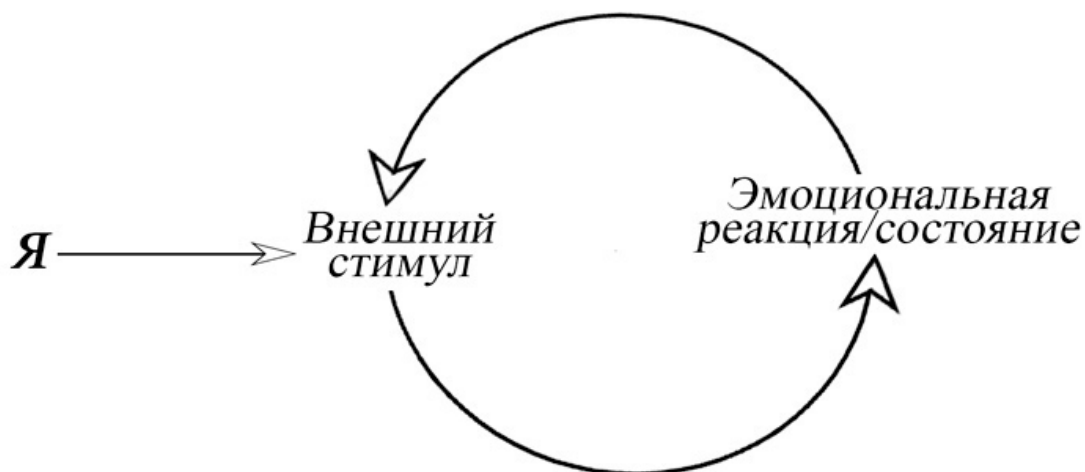 Я
Внешний
стимул
Эмоциональная
реакция/состояние